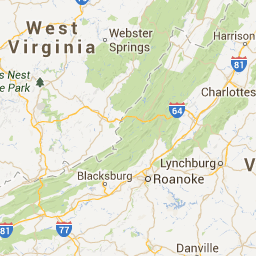 West
Virginia
Webster
Springs
Harrison
81
s Nest
e Park
Charlottes
64
Lynchburg
V
Blacksburg
Roanoke
81
77
Danville